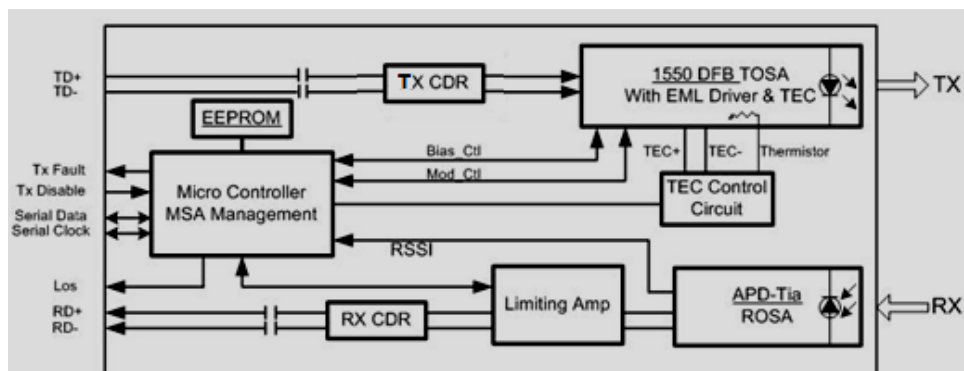 TD+
TD-
TX CDR
1550 DFB TOSA
With EML Driver & TEC
TX
EEPROM
Tx Fault
Tx Disable
Serial Data
Serial Clock
Micro Controller
MSA Management
Bias_Ctl
Mod_Ctl
TEC+
TEC-
Thermistor
TEC Control
Circuit
RSSI
Los
RD+
RD-
RX CDR
Limiting Amp
APD-Tia
ROSA
RX